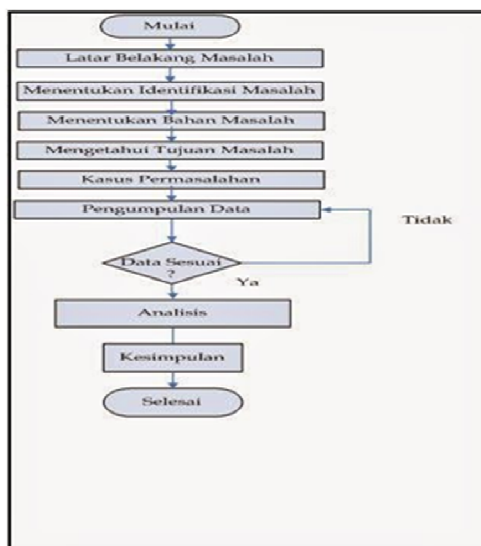 Mulai
Latar Belakang Masalah
Menentukan Identifikasi Masalah
Menentukan Bahan Masalah
Mengetahui Tujuan Masalah
Kasus Permasalahan
Pengumpulan Data
Tidak
Data Sesuai
?
Ya
Analisis
Kesimpulan
Selesai